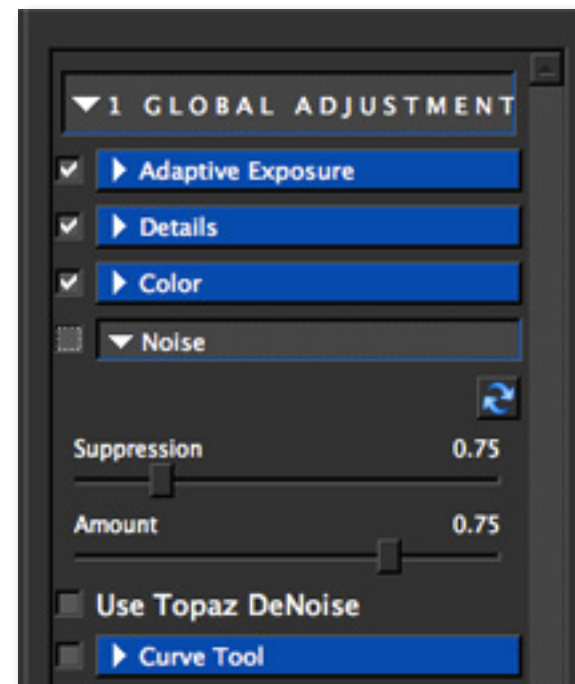 1 GLOBAL ADJUSTMENT
Adaptive Exposure
Details
Color
Noise
Suppression 0.75
Amount 0.75
Use Topaz DeNoise
Curve Tool